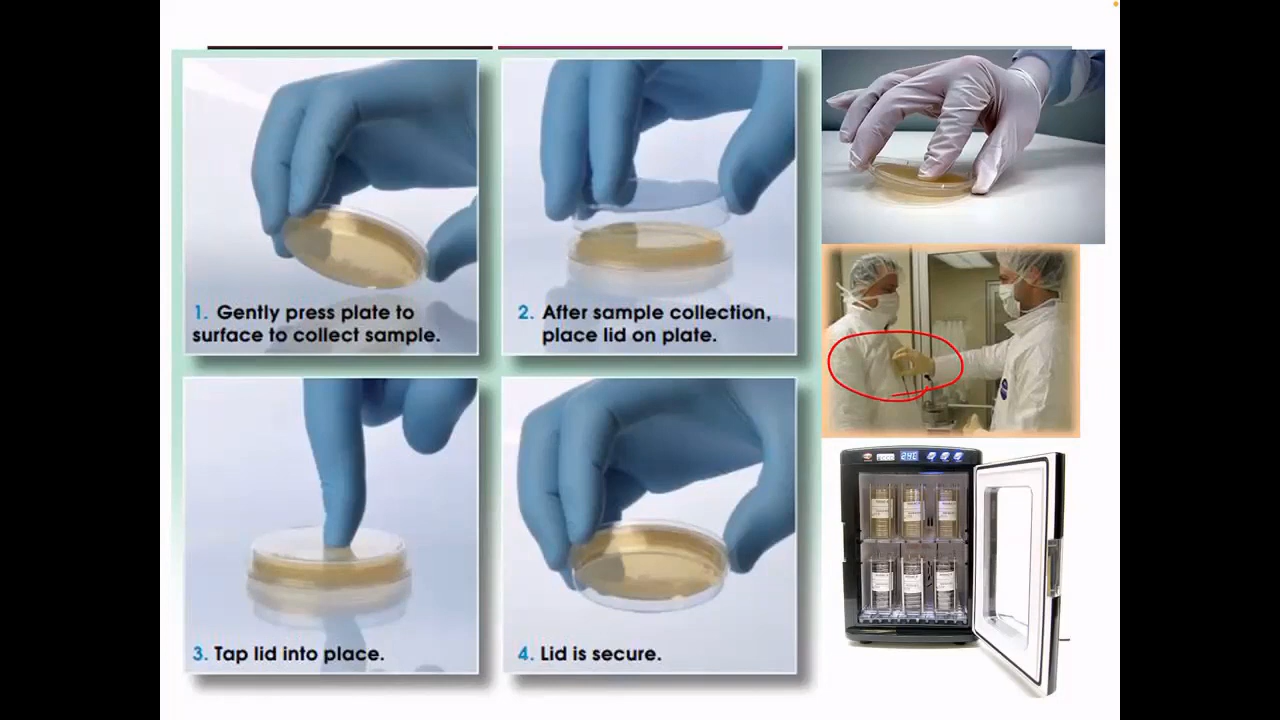 1. Gently press plate to
surface to collect sample.
2. After sample collection,
place lid on plate.
3. Tap lid into place.
4. Lid is secure.
24C